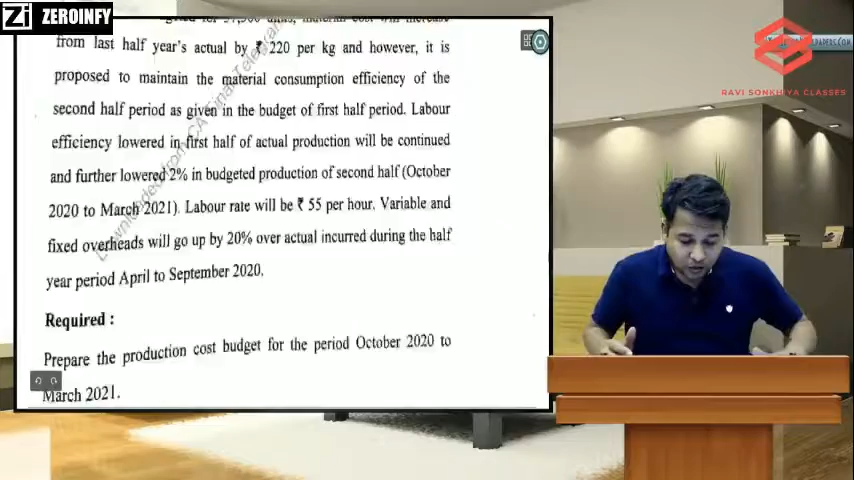 Zi ZEROINFY
from last half year's actual by ₹ 220 per kg and however, it is
proposed to maintain the material consumption efficiency of the
second half period as given in the budget of first half period. Labour
efficiency lowered in first half of actual production will be continued
and further lowered 2% in budgeted production of second half (October
2020 to March 2021). Labour rate will be ₹ 55 per hour. Variable and
fixed overheads will go up by 20% over actual incurred during the half
year period April to September 2020.
Required :
Prepare the production cost budget for the period October 2020 to
March 2021.
RAVI SONKHIYA CLASSES